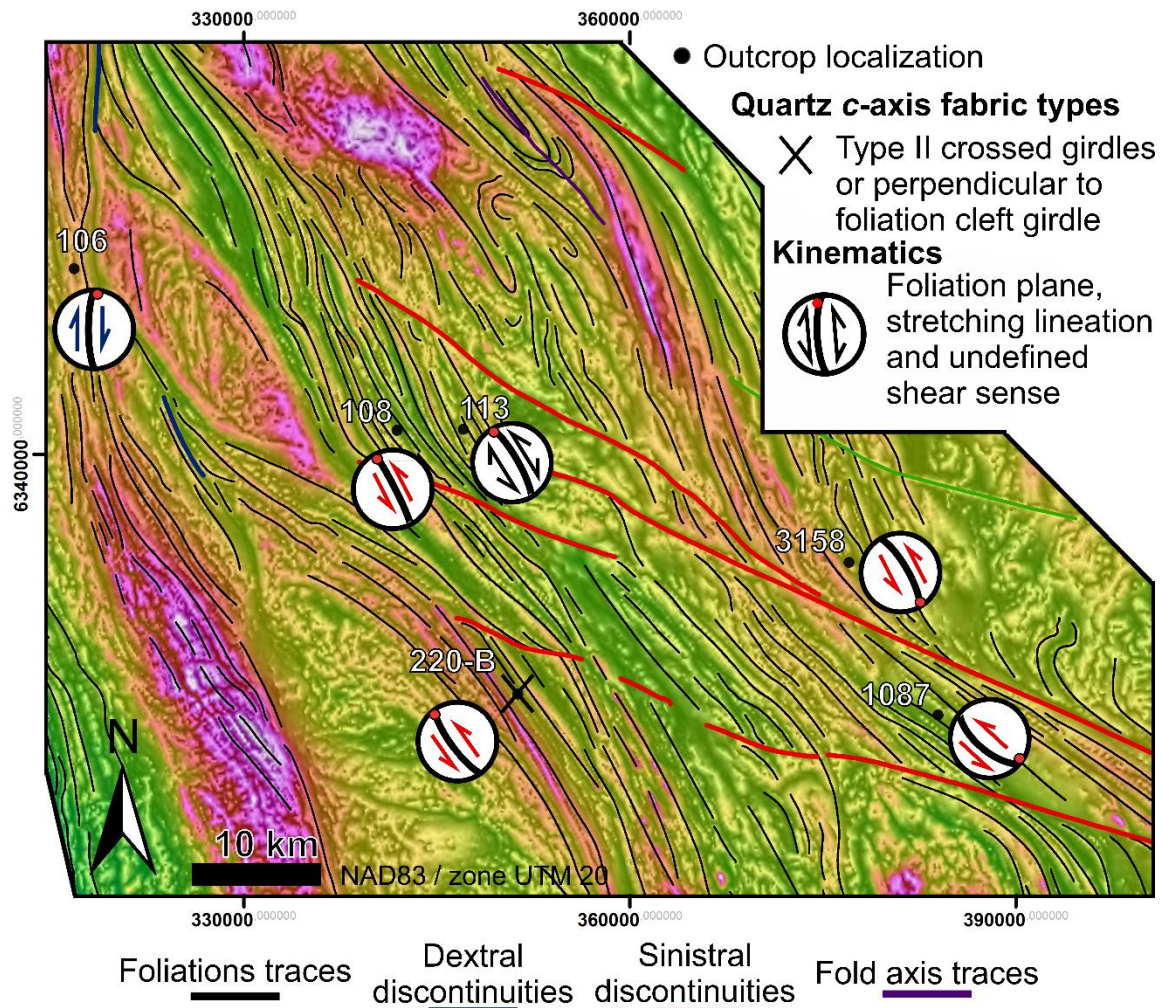 330000.000000 360000.000000
Outcrop localization
Quartz c-axis fabric types
Type II crossed girdles
or perpendicular to
foliation cleft girdle
Kinematics
Foliation plane,
stretching lineation
and undefined
shear sense
106
108
113
6340000.000000
6340000.000000
3158
220-B
1087
N
10 km
NAD83 / zone UTM 20
330000.000000 360000.000000 390000.000000
Foliations traces
Dextral
discontinuities
Sinistral
discontinuities
Fold axis traces